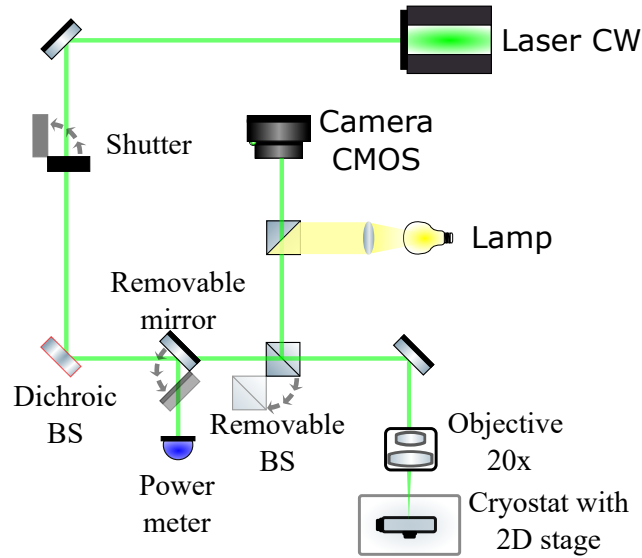 Laser CW
Camera
CMOS
Shutter
Lamp
Removable
mirror
Dichroic
BS
Removable
BS
Objective
20x
Power
meter
Cryostat with
2D stage